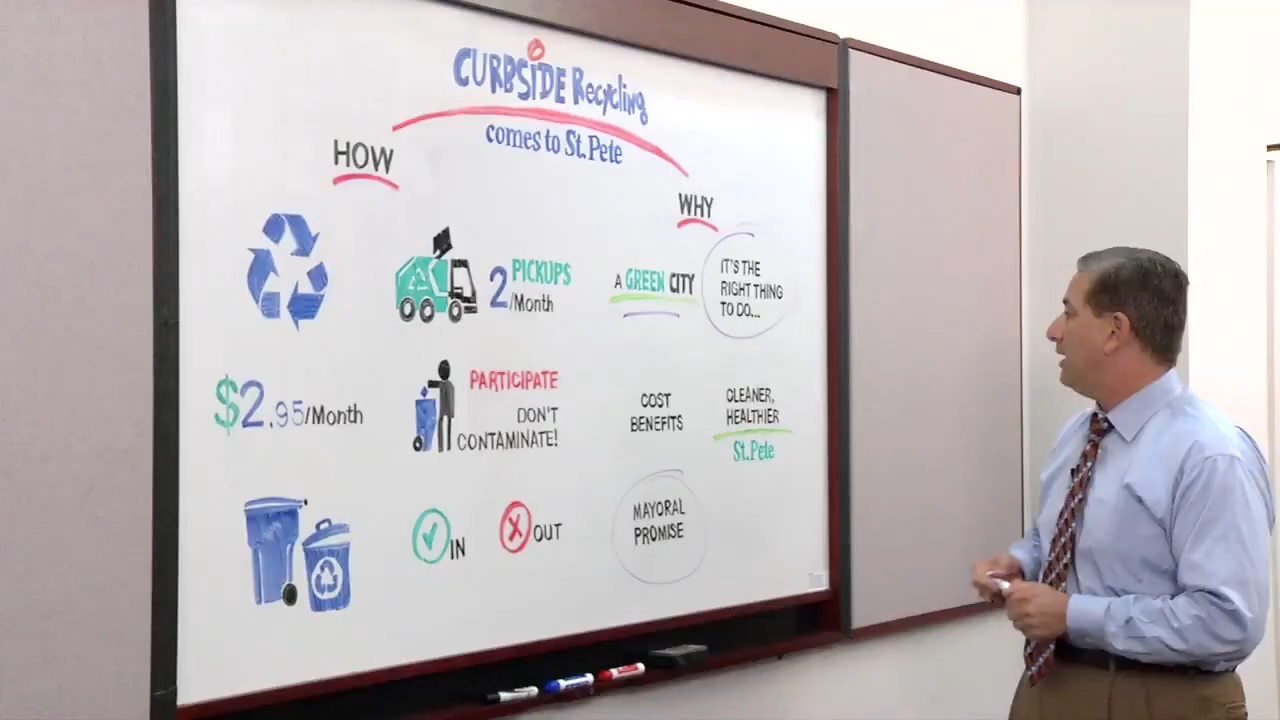 CURBSIDE Recycling
comes to St. Pete
HOW
2 PICKUPS
/Month
$2.95/Month
PARTICIPATE
DON'T
CONTAMINATE!
IN
OUT
WHY
A GREEN CITY
IT'S THE
RIGHT THING
TO DO...
COST
BENEFITS
CLEANER,
HEALTHIER
St. Pete
MAYORAL
PROMISE